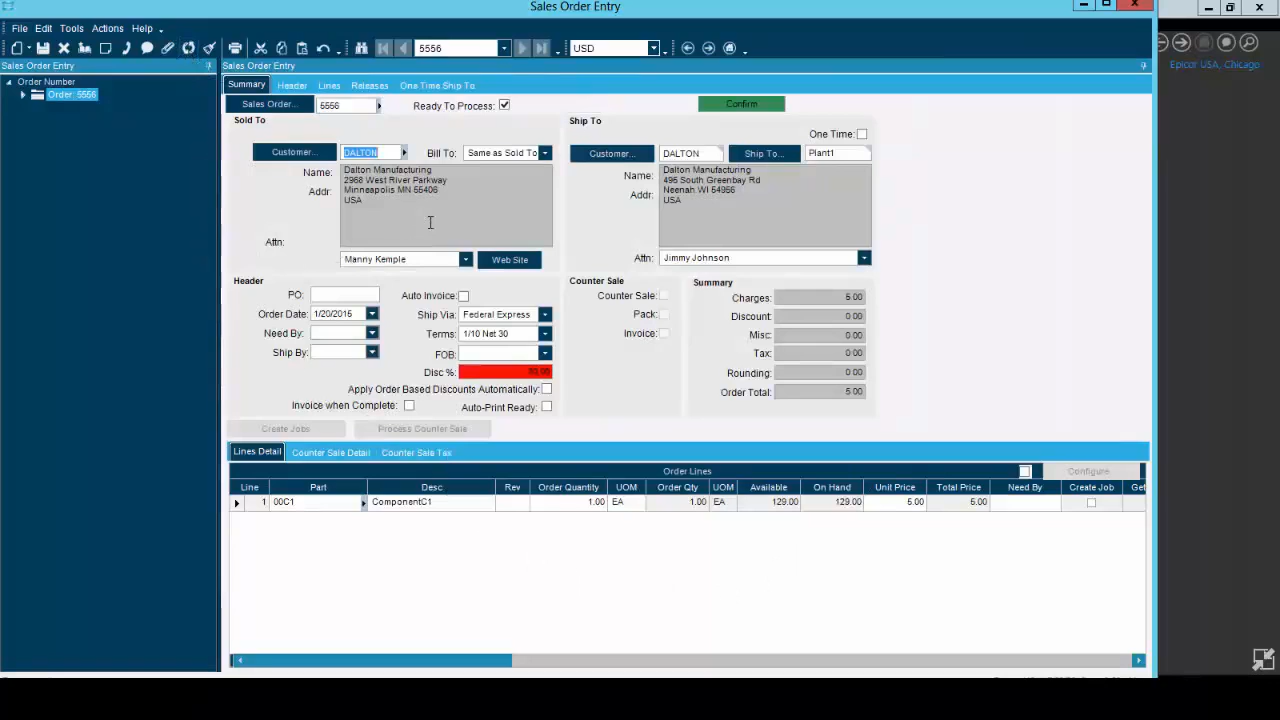 Sales Order Entry
File Edit Tools Actions Help
5556 USD
Sales Order Entry
Order Number
Order: 5556
Sales Order Entry
Epicor USA, Chicago
Summary Header Lines Releases One Time Ship To
Sales Order... 5556 Ready To Process: Confirm
Sold To
Customer... DALTON Bill To: Same as Sold To
Name: Dalton Manufacturing
Addr: 2968 West River Parkway
Minneapolis MN 55406
USA
Attn:
Manny Kemple Web Site
Ship To
One Time:
Customer... DALTON Ship To... Plant1
Name: Dalton Manufacturing
Addr: 495 South Greenbay Rd
Neenah WI 54956
USA
Attn: Jimmy Johnson
Header
PO: Auto Invoice:
Order Date: 1/20/2015 Ship Via: Federal Express
Need By: Terms: 1/10 Net 30
Ship By: FOB:
Disc %:
Apply Order Based Discounts Automatically:
Invoice when Complete: Auto-Print Ready:
Counter Sale
Counter Sale:
Pack:
Invoice:
Summary
Charges: 5.00
Discount: 0.00
Misc: 0.00
Tax: 0.00
Rounding: 0.00
Order Total: 5.00
Create Jobs Process Counter Sale
Lines Detail Counter Sale Detail Counter Sale Tax
Order Lines Configure
Line Part Desc Rev Order Quantity UOM Order Qty UOM Available On Hand Unit Price Total Price Need By Create Job Get
1 00C1 ComponentC1 1.00 EA 1.00 EA 129.00 129.00 5.00 5.00